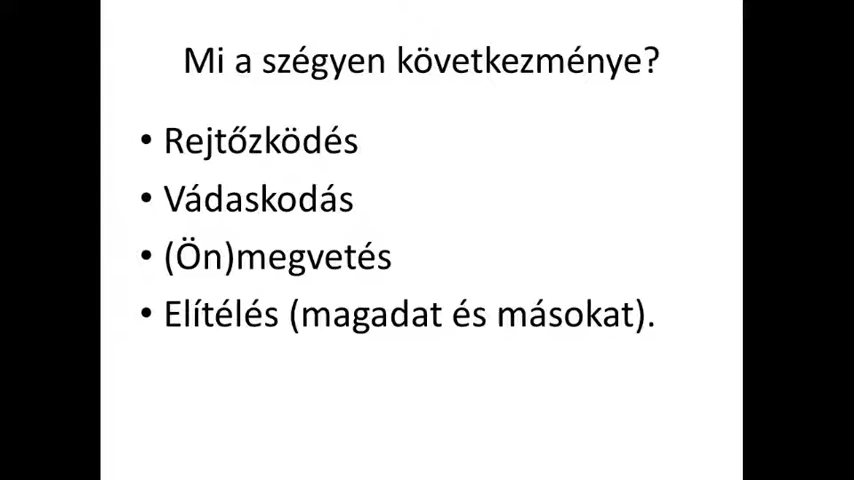 Mi a szégyen következménye?
• Rejtőzködés
• Vádaskodás
• (Ön)megvetés
• Elítélés (magadat és másokat).